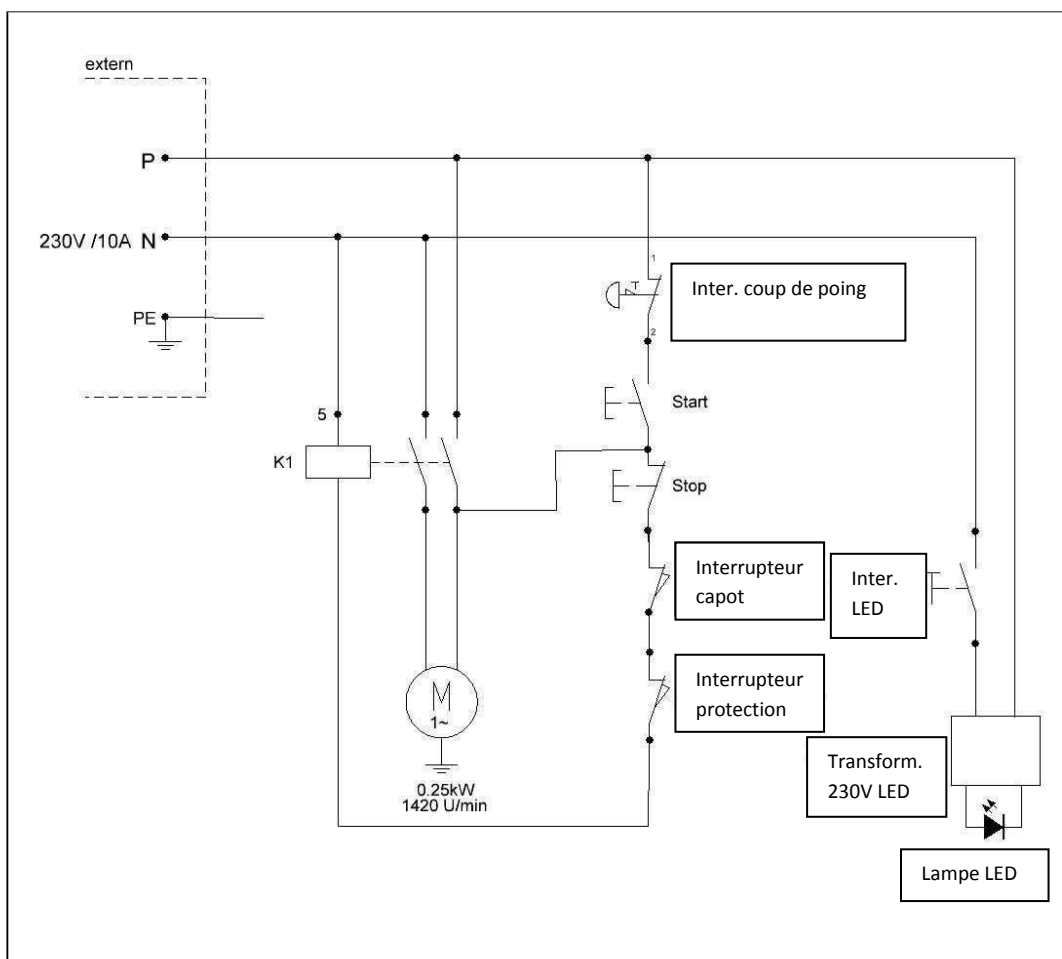 extern
P
230V /10A N
1
Inter. coup de poing
PE
2
Start
5
K1
Stop
Interrupteur
capot
Inter.
LED
Interrupteur
protection
M
1~
Transform.
230V LED
0.25kW
1420 U/min
Lampe LED